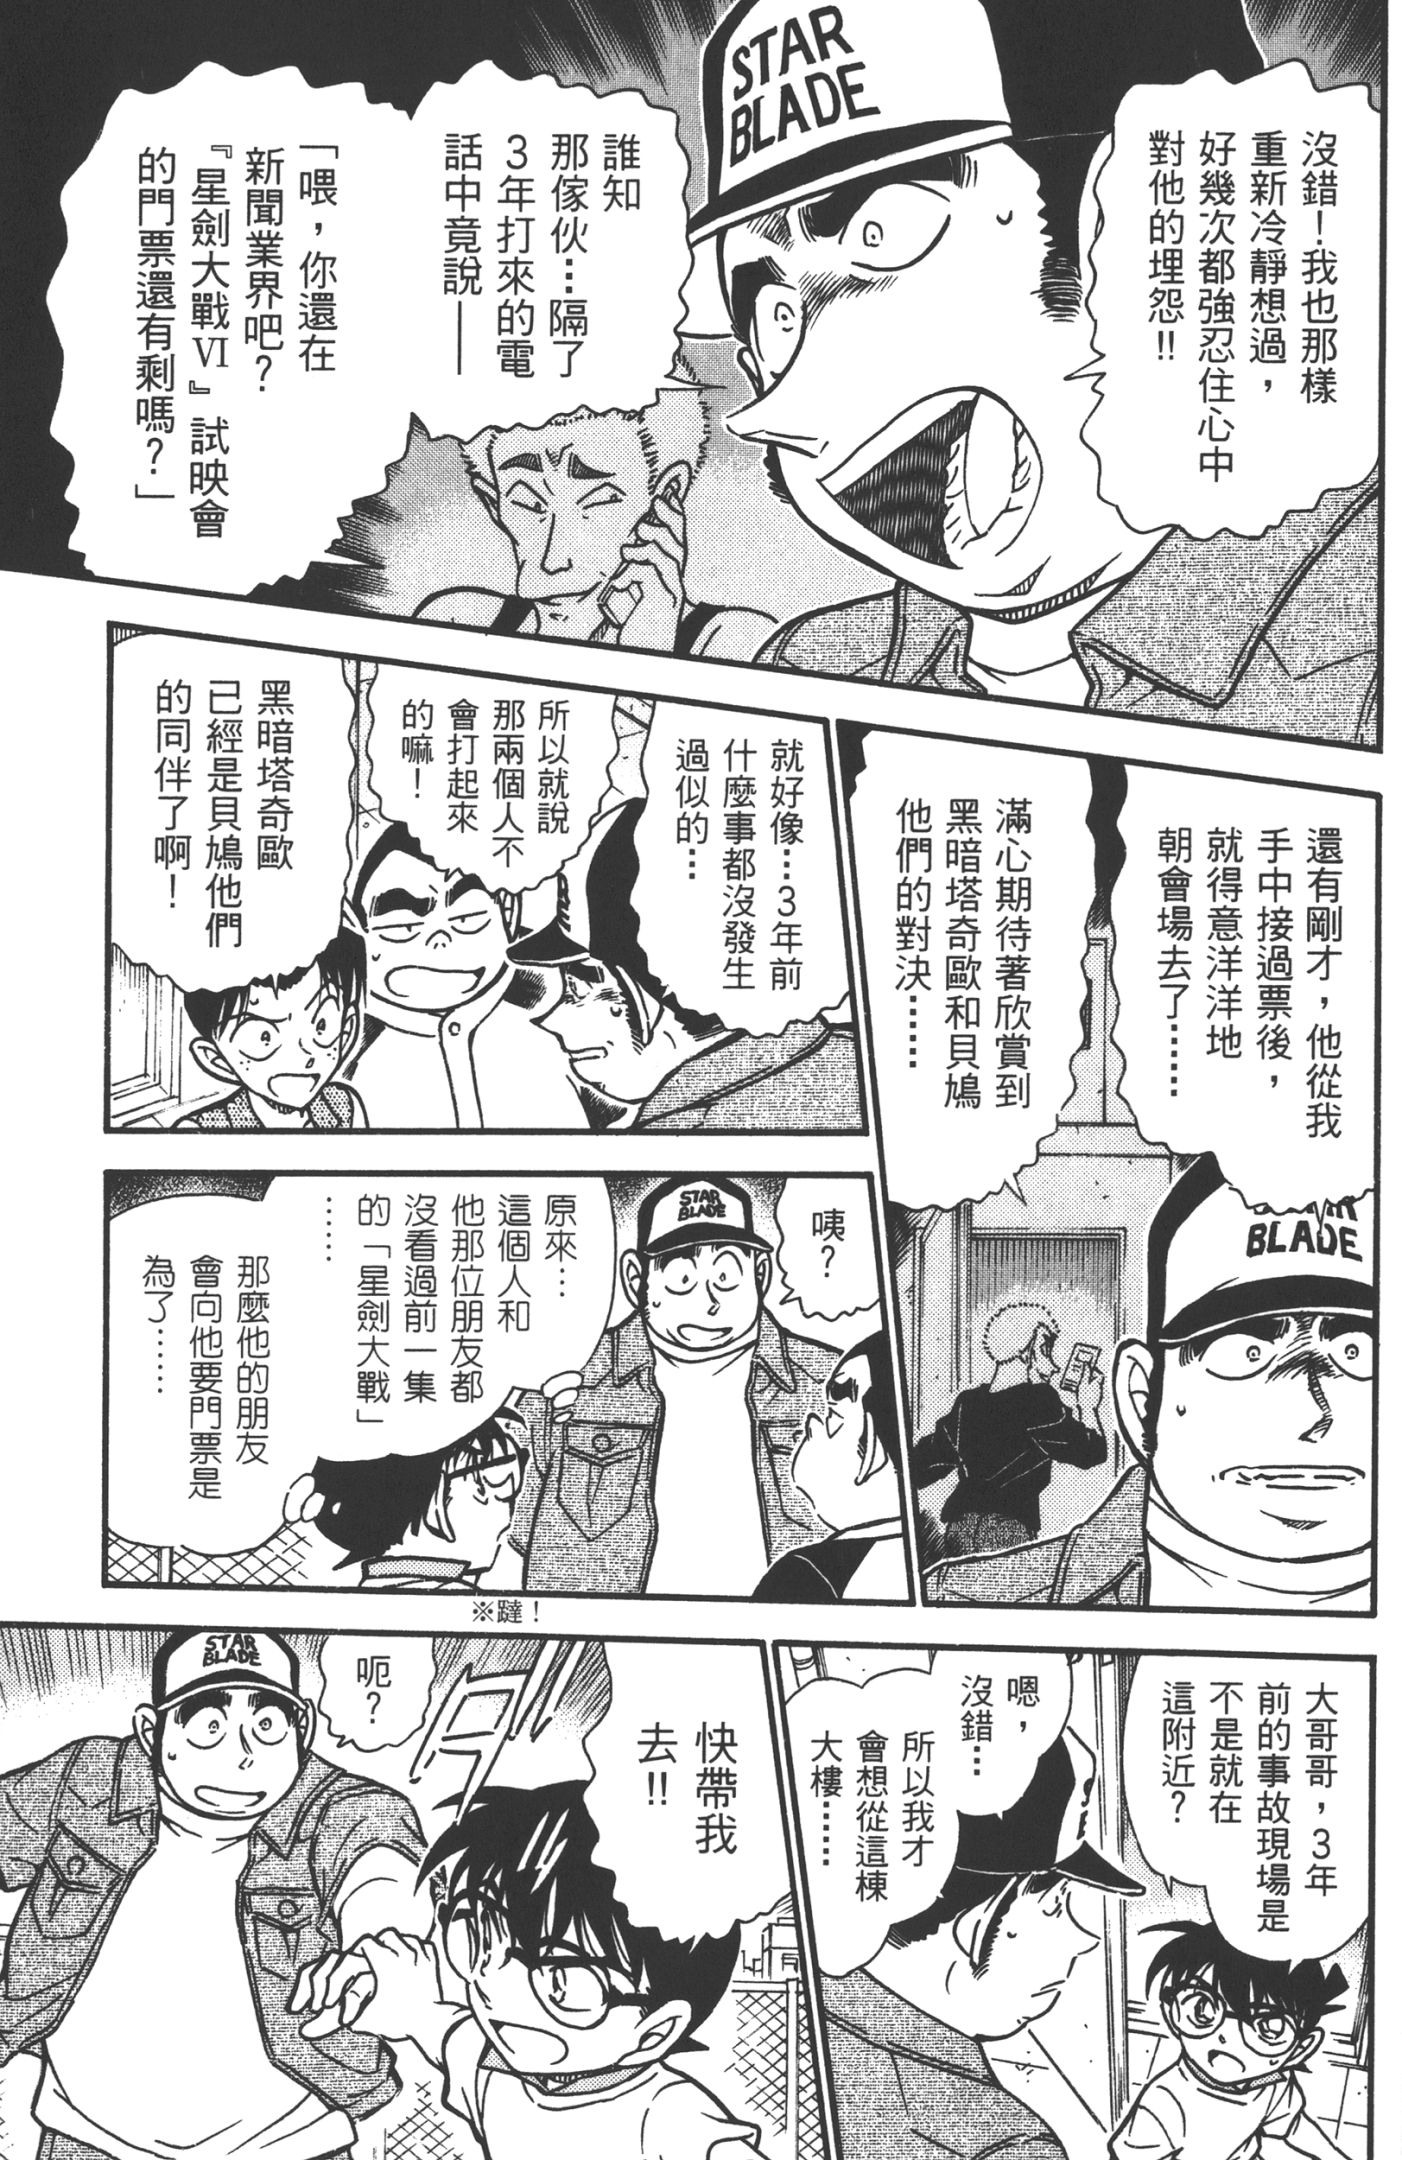 STAR
BLADE
沒錯！我也那樣
重新冷靜想過，
好幾次都強忍住心中
對他的埋怨!!
誰知
那傢伙…隔了
3年打來的電
話中竟說——
「喂，你還在
新聞業界吧？
『星劍大戰Ⅵ』試映會
的門票還有剩嗎？」
還有剛才，他從我
手中接過票後，
就得意洋洋地
朝會場去了……
滿心期待著欣賞到
黑暗塔奇歐和貝鳩
他們的對決……
BLADE
就好像…3年前
什麼事都沒發生
過似的…
所以就說
那兩個人不
會打起來
的嘛！
黑暗塔奇歐
已經是貝鳩他們
的同伴了啊！
咦？
STAR
BLADE
原來…
這個人和
他那位朋友都
沒看過前一集
的「星劍大戰」
……
那麼他的朋友
會向他要門票是
為了……
大哥哥，3年
前的事故現場是
不是就在
這附近？
嗯，
沒錯…
所以我才
會想從這棟
大樓……
※躂！
快帶我
去!!
呃？
STAR
BLADE